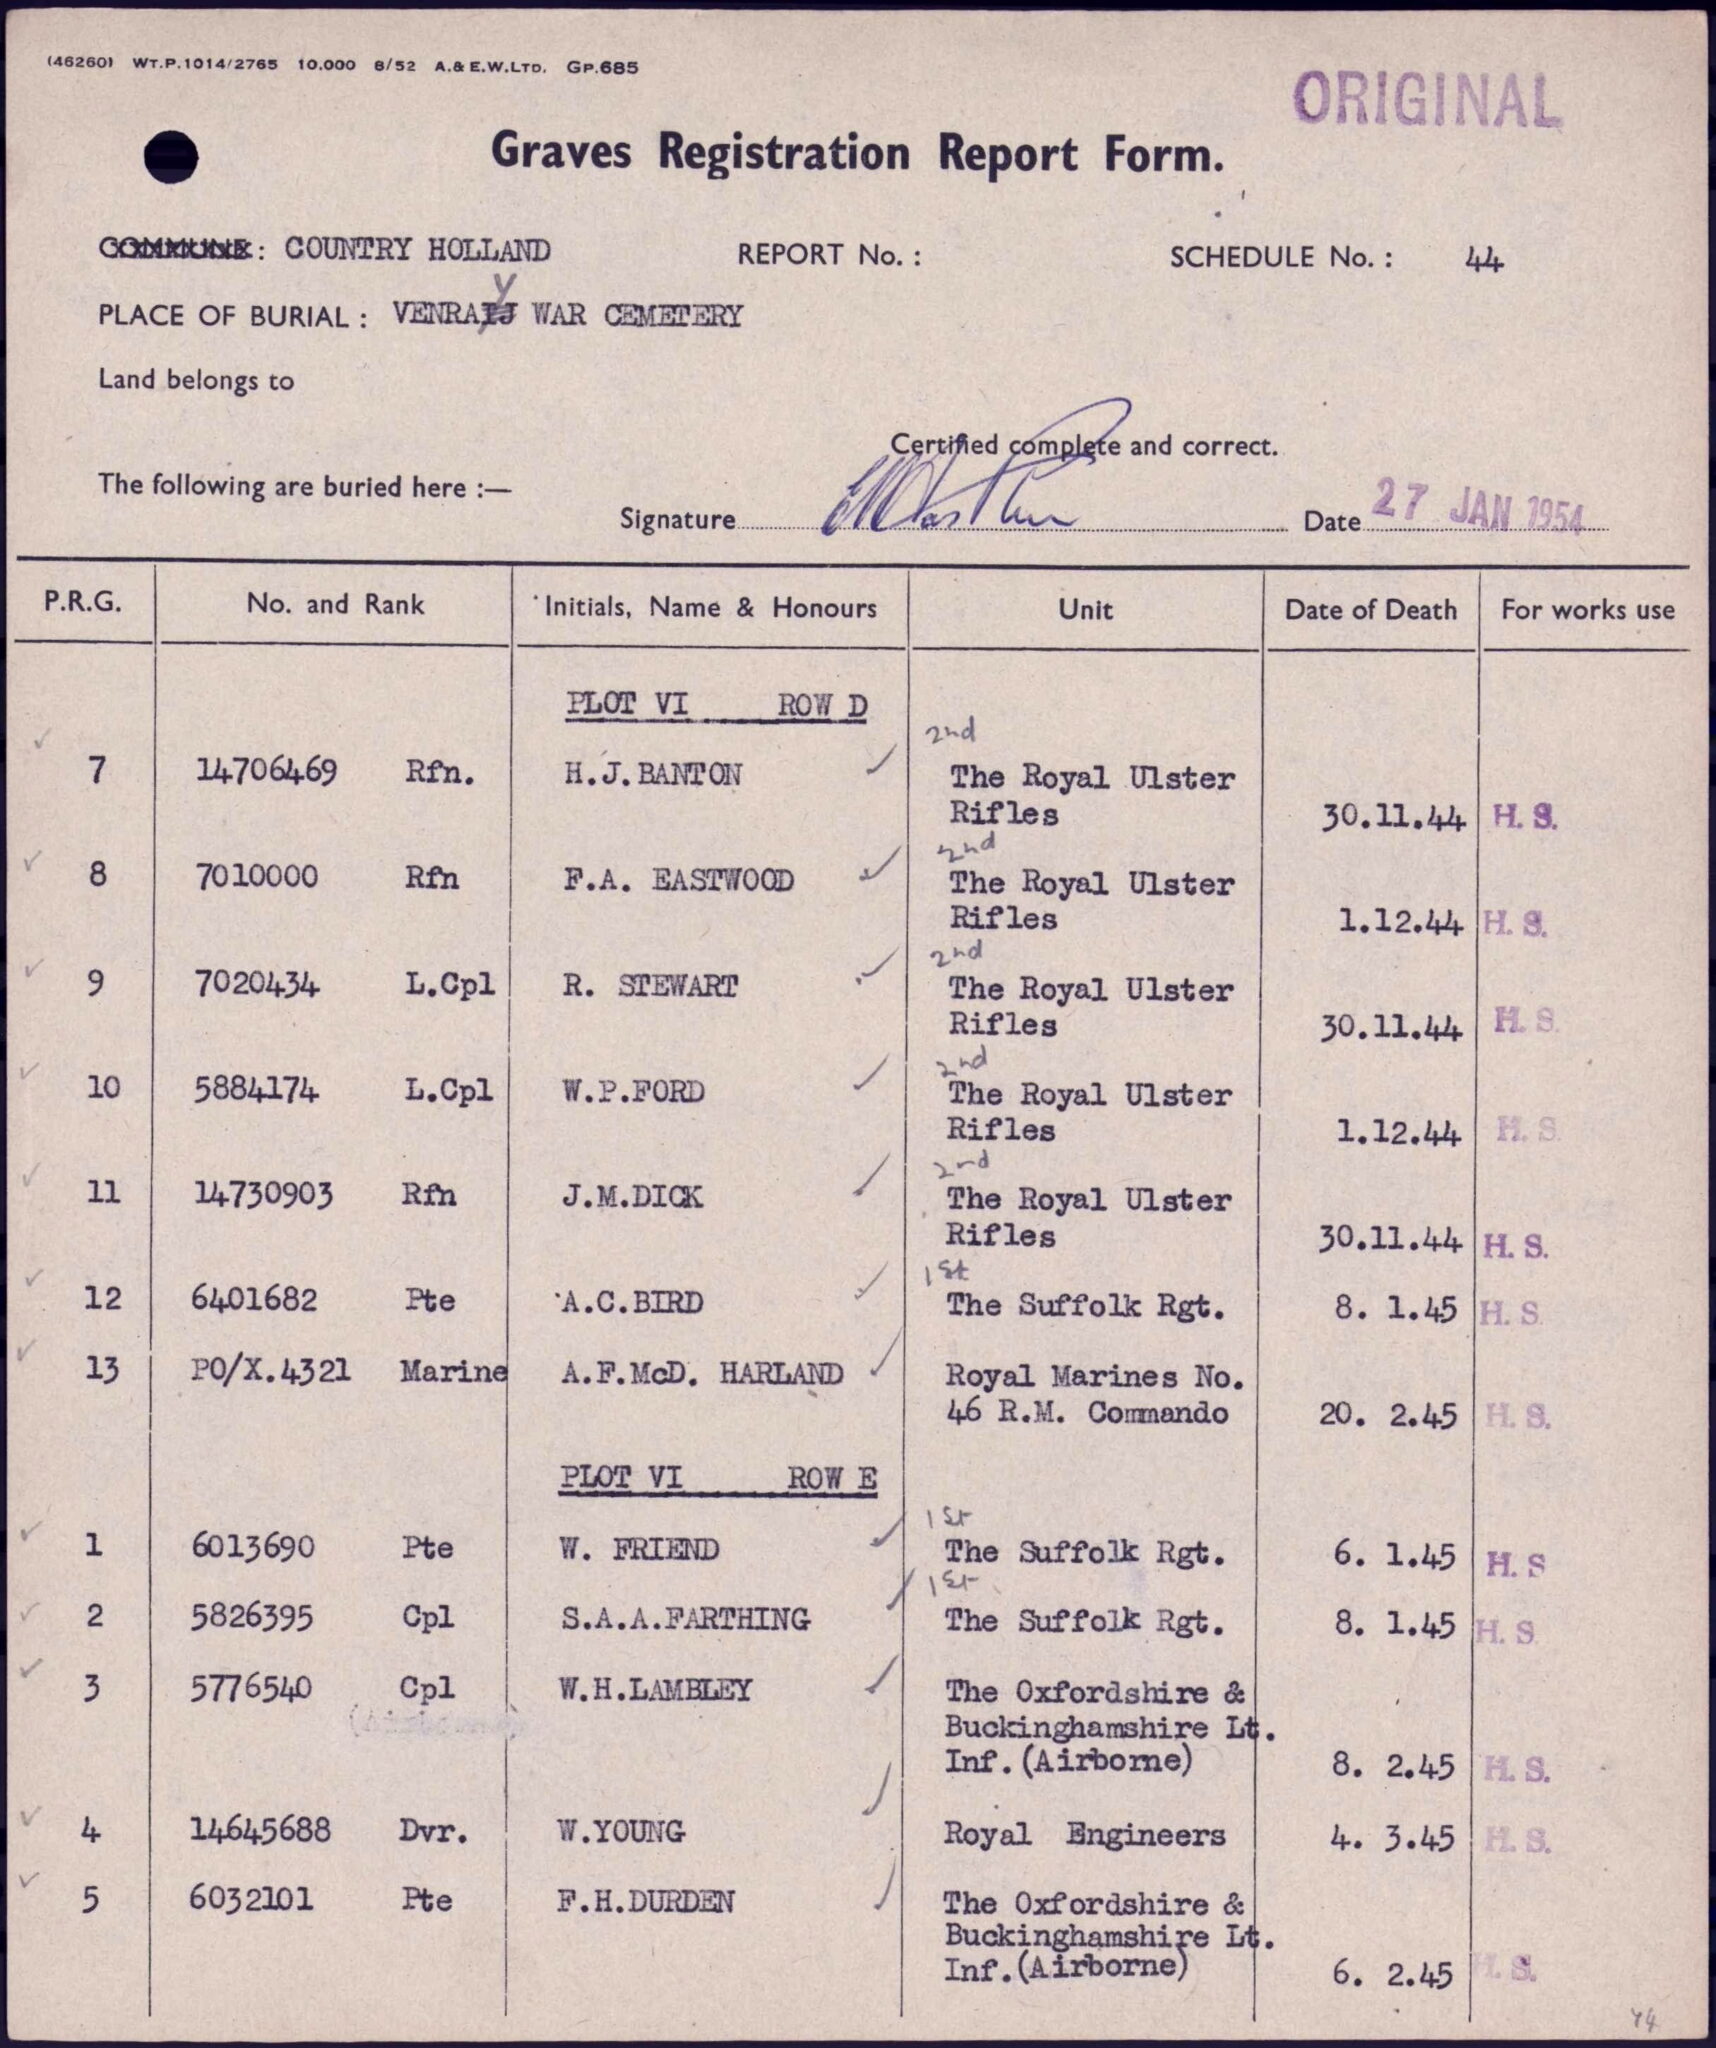 (46260) WT.P.1014/2765 10,000 8/52 A.& E.W.LTD. GP.685
ORIGINAL
Graves Registration Report Form.
COMMUNE: COUNTRY HOLLAND REPORT No. : SCHEDULE No. : 44
Y
PLACE OF BURIAL : VENRAIJ WAR CEMETERY
Land belongs to
Certified complete and correct.
The following are buried here :—
Signature Date 27 JAN 1954
P.R.G. No. and Rank Initials, Name & Honours Unit Date of Death For works use
PLOT VI ROW D
2nd
7 14706469 Rfn. H.J.BANTON The Royal Ulster
Rifles 30.11.44 H. S.
2nd
8 7010000 Rfn F.A. EASTWOOD The Royal Ulster
Rifles 1.12.44 H. S.
2nd
9 7020434 L.Cpl R. STEWART The Royal Ulster
Rifles 30.11.44 H. S.
2nd
10 5884174 L.Cpl W.P.FORD The Royal Ulster
Rifles 1.12.44 H. S.
2nd
11 14730903 Rfn J.M.DICK The Royal Ulster
Rifles 30.11.44 H. S.
1st
12 6401682 Pte A.C.BIRD The Suffolk Rgt. 8. 1.45 H. S.
13 PO/X.4321 Marine A.F.McD. HARLAND Royal Marines No.
46 R.M. Commando 20. 2.45 H. S.
PLOT VI ROW E
1st
1 6013690 Pte W. FRIEND The Suffolk Rgt. 6. 1.45 H. S
1st
2 5826395 Cpl S.A.A.FARTHING The Suffolk Rgt. 8. 1.45 H. S
3 5776540 Cpl W.H.LAMBLEY The Oxfordshire &
Buckinghamshire Lt.
Inf.(Airborne) 8. 2.45 H. S.
4 14645688 Dvr. W.YOUNG Royal Engineers 4. 3.45 H. S.
5 6032101 Pte F.H.DURDEN The Oxfordshire &
Buckinghamshire Lt.
Inf.(Airborne) 6. 2.45 H. S.
44